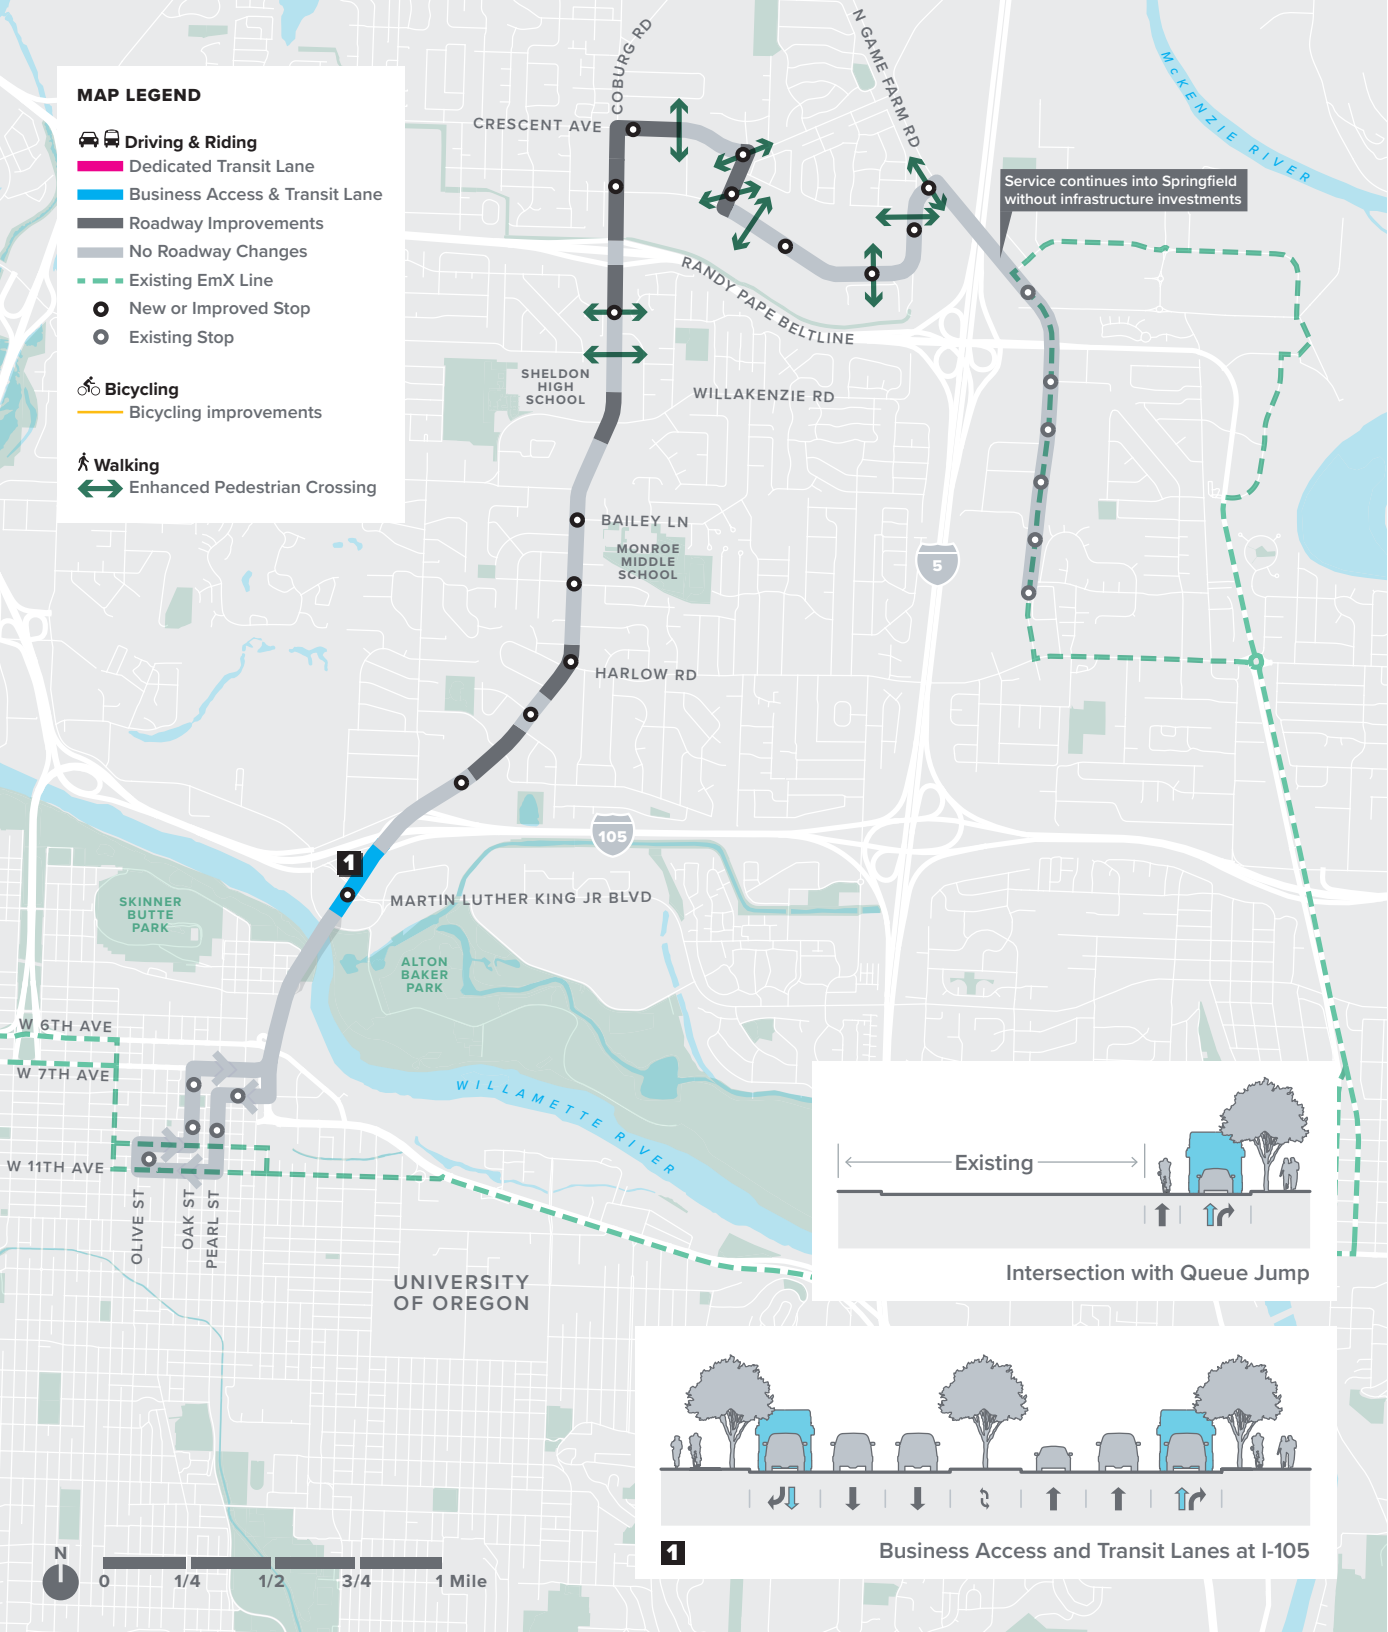 COBURG RD
N GAME FARM RD
McKENZIE RIVER
CRESCENT AVE
MAP LEGEND
Driving & Riding
Dedicated Transit Lane
Business Access & Transit Lane
Roadway Improvements
No Roadway Changes
Existing EmX Line
New or Improved Stop
Existing Stop
Bicycling
Bicycling improvements
Walking
Enhanced Pedestrian Crossing
Service continues into Springfield
without infrastructure investments
RANDY PAPE BELTLINE
SHELDON
HIGH
SCHOOL
WILLAKENZIE RD
BAILEY LN
MONROE
MIDDLE
SCHOOL
5
HARLOW RD
105
1
MARTIN LUTHER KING JR BLVD
SKINNER
BUTTE
PARK
ALTON
BAKER
PARK
W 6TH AVE
W 7TH AVE
WILLAMETTE RIVER
W 11TH AVE
OLIVE ST
OAK ST
PEARL ST
UNIVERSITY
OF OREGON
Existing
Intersection with Queue Jump
1
Business Access and Transit Lanes at I-105
N
0 1/4 1/2 3/4 1 Mile